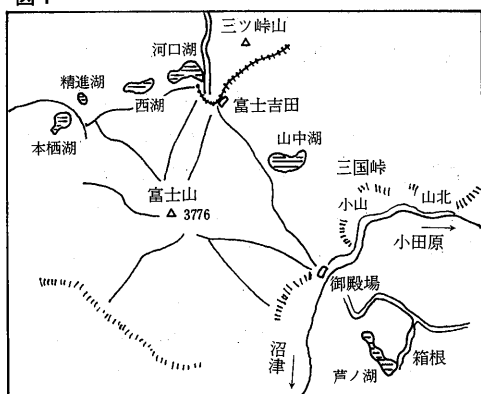 図1
三ツ峠山
河口湖
精進湖
西湖
富士吉田
本栖湖
山中湖
三国峠
富士山
3776
小山
山北
小田原
御殿場
沼津
箱根
芦ノ湖